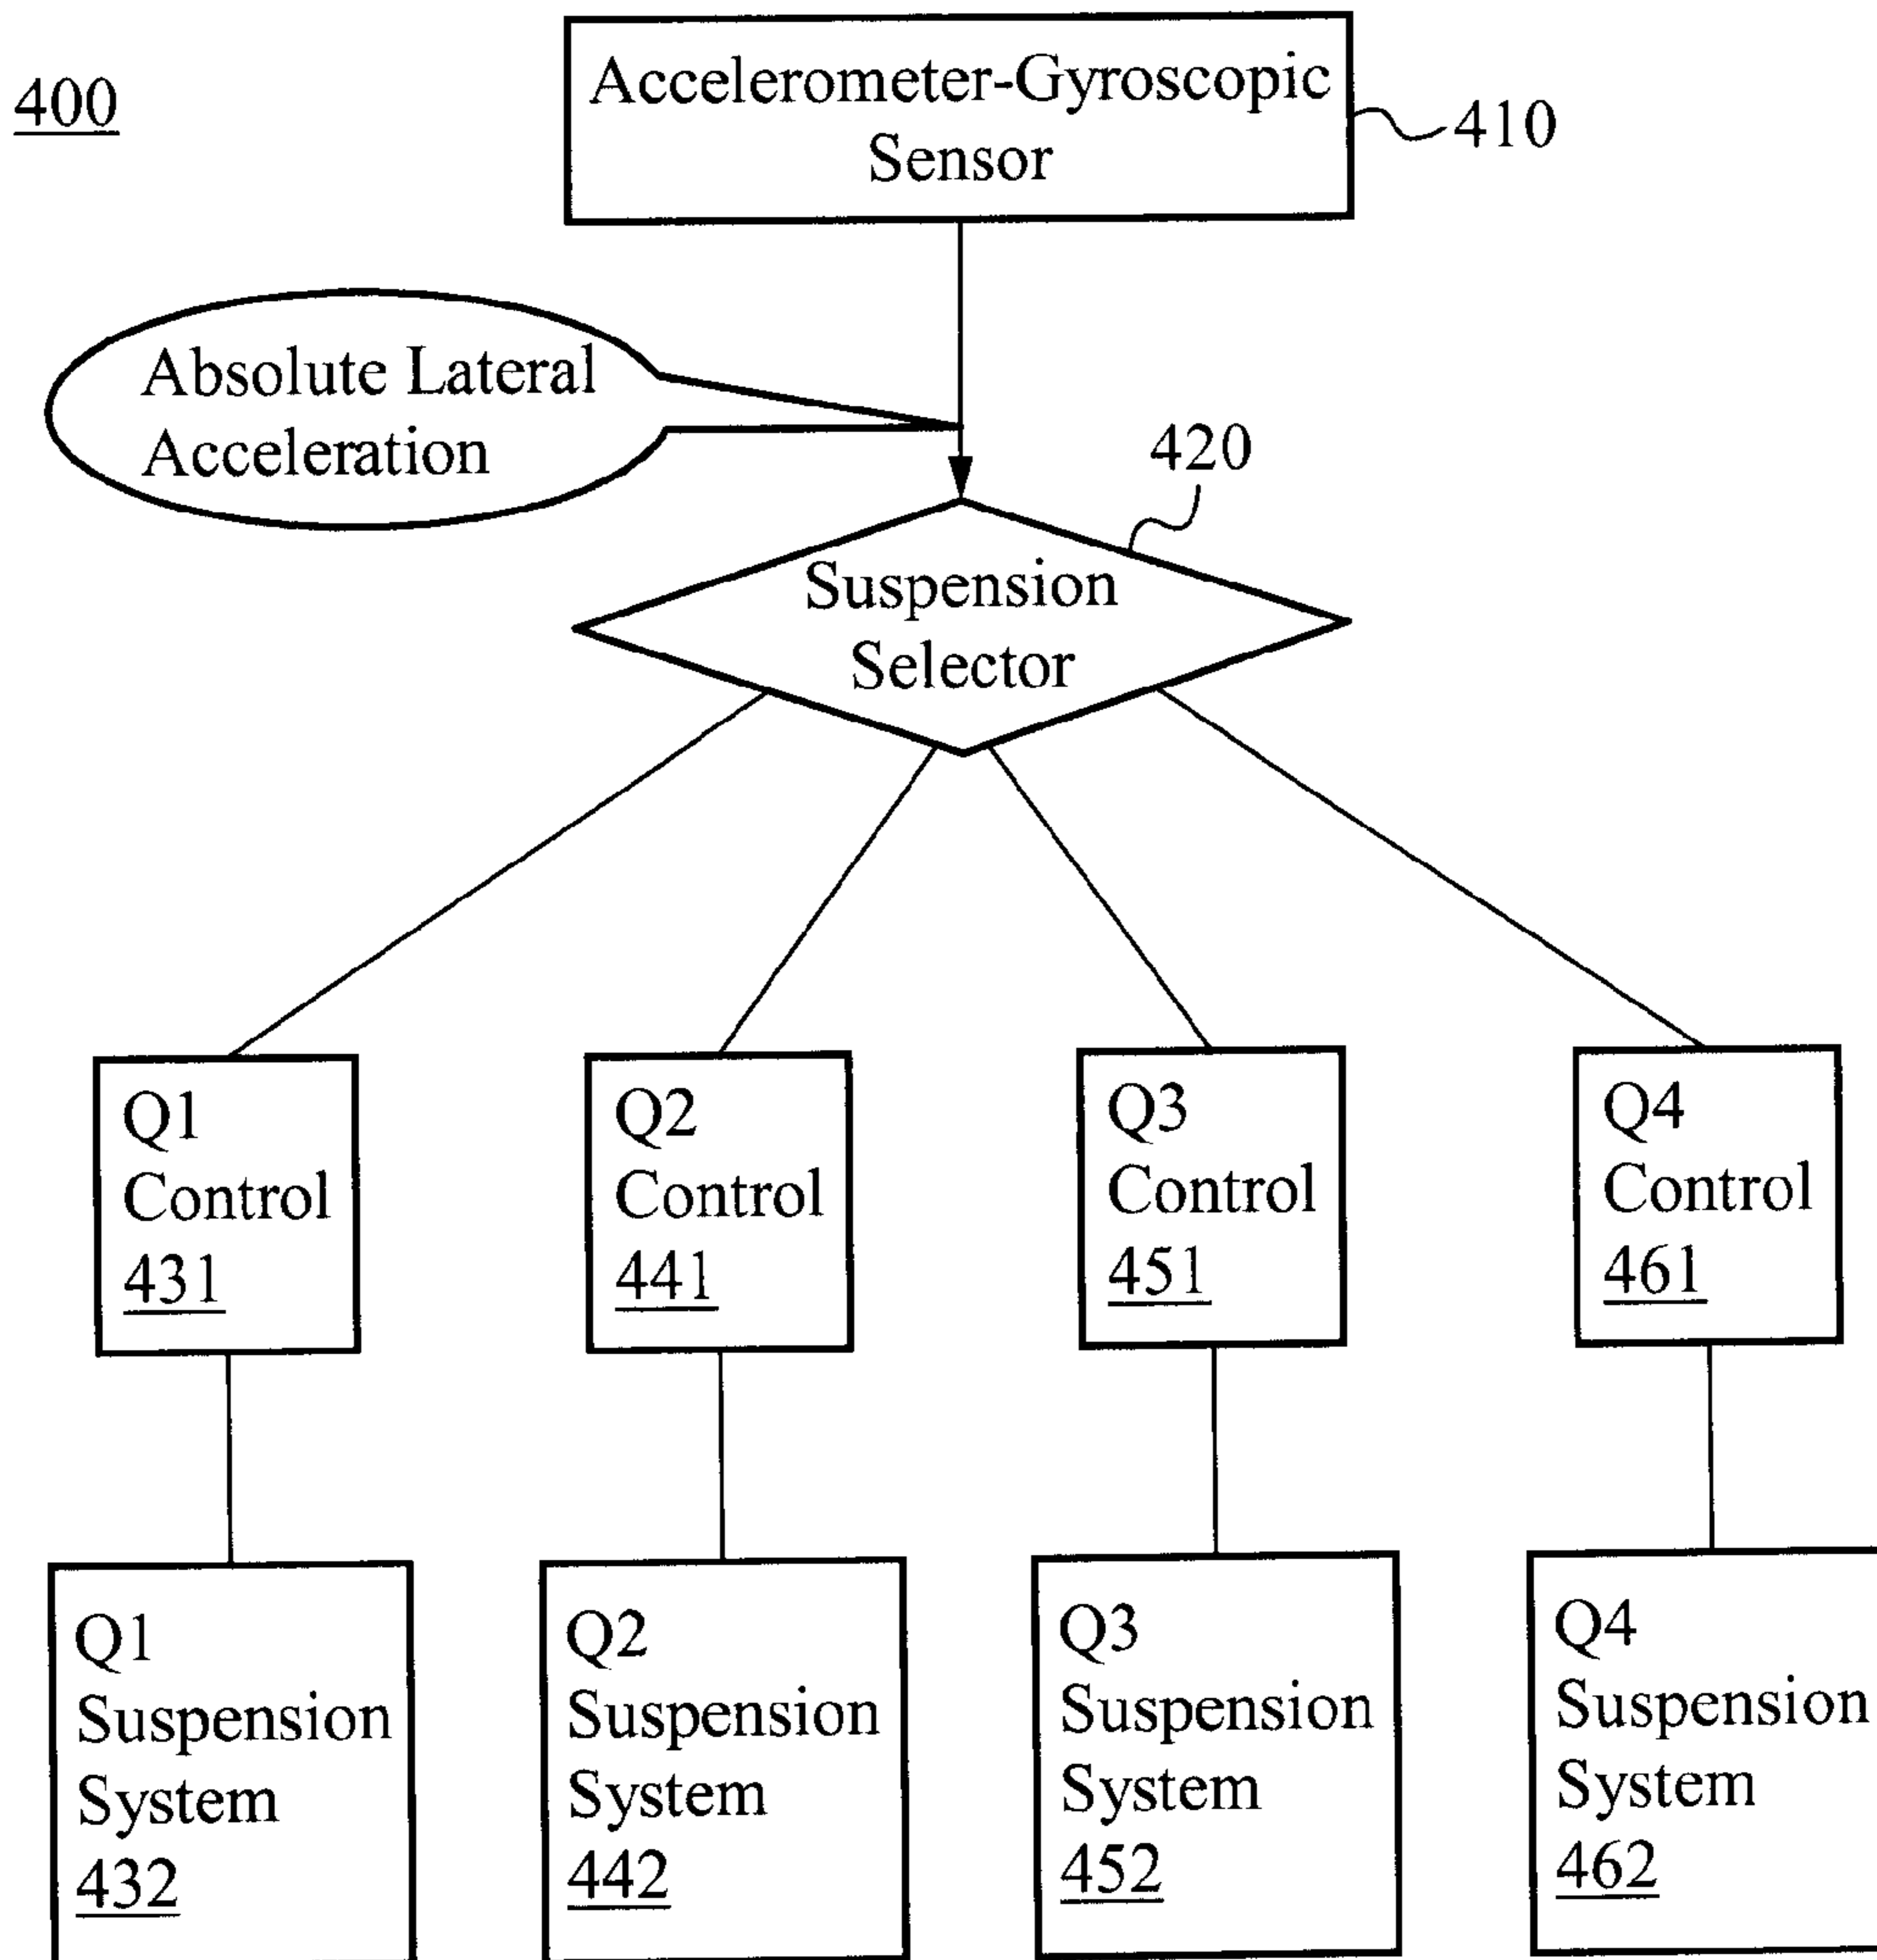 400
Accelerometer-Gyroscopic
Sensor
410
Absolute Lateral
Acceleration
420
Suspension
Selector
Q1
Control
431
Q2
Control
441
Q3
Control
451
Q4
Control
461
Q1
Suspension
System
432
Q2
Suspension
System
442
Q3
Suspension
System
452
Q4
Suspension
System
462